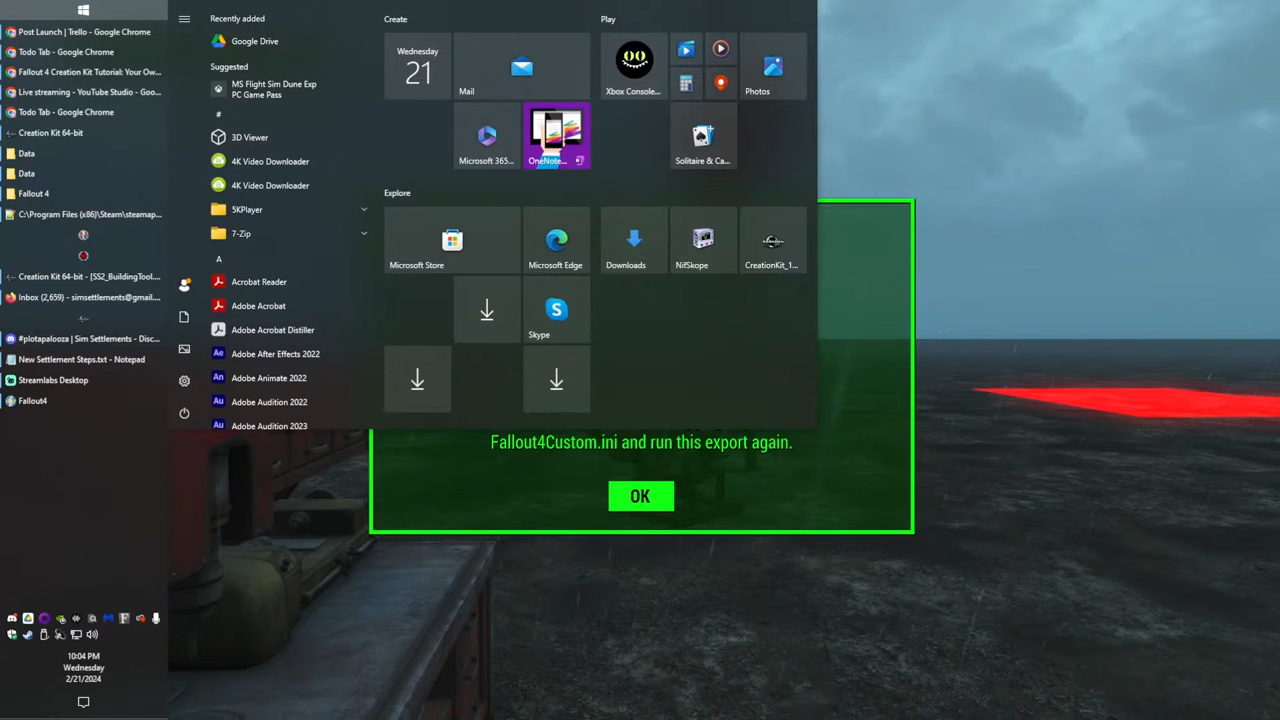 Post Launch | Trello - Google Chrome
Todo Tab - Google Chrome
Fallout 4 Creation Kit Tutorial: Your Ow...
Live streaming - YouTube Studio - Goo...
Todo Tab - Google Chrome
Creation Kit 64-bit
Data
Data
Fallout 4
C:\Program Files (x86)\Steam\steamap...
Creation Kit 64-bit - [SS2_BuildingTool...
Inbox (2,659) - simsettlements@gmail....
#plotapalooza | Sim Settlements - Disc...
New Settlement Steps.txt - Notepad
Streamlabs Desktop
Fallout4
10:04 PM
Wednesday
2/21/2024
Recently added
Google Drive
Suggested
MS Flight Sim Dune Exp
PC Game Pass
#
3D Viewer
4K Video Downloader
4K Video Downloader
5KPlayer
7-Zip
A
Acrobat Reader
Adobe Acrobat
Adobe Acrobat Distiller
Ae
Adobe After Effects 2022
An
Adobe Animate 2022
Au
Adobe Audition 2022
Au
Adobe Audition 2023
Create
Wednesday
21
Mail
Microsoft 365...
OneNote...
Play
Xbox Console...
Photos
Solitaire & Ca...
Explore
Microsoft Store
Microsoft Edge
Downloads
NifSkope
CreationKit_1...
S
Skype
Fallout4Custom.ini and run this export again.
OK